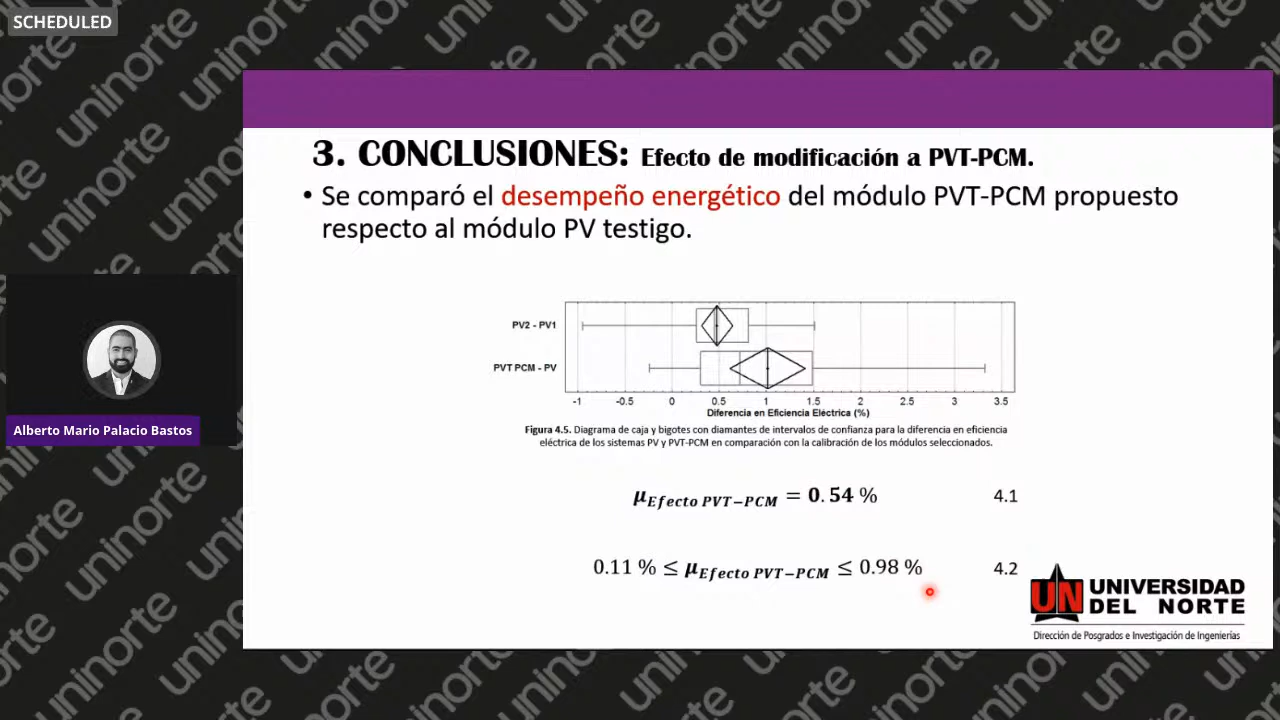 SCHEDULED
3. CONCLUSIONES: Efecto de modificación a PVT-PCM.
• Se comparó el desempeño energético del módulo PVT-PCM propuesto
respecto al módulo PV testigo.
PV2 - PV1
PVT PCM - PV
-1 -0.5 0 0.5 1 1.5 2 2.5 3 3.5
Diferencia en Eficiencia Eléctrica (%)
Figura 4.5. Diagrama de caja y bigotes con diamantes de intervalos de confianza para la diferencia en eficiencia
eléctrica de los sistemas PV y PVT-PCM en comparación con la calibración de los módulos seleccionados.
μEfecto PVT−PCM = 0.54 % 4.1
0.11 % ≤ μEfecto PVT−PCM ≤ 0.98 % 4.2
UN UNIVERSIDAD
DEL NORTE
Dirección de Posgrados e Investigación de Ingenierías
Alberto Mario Palacio Bastos
uninorte